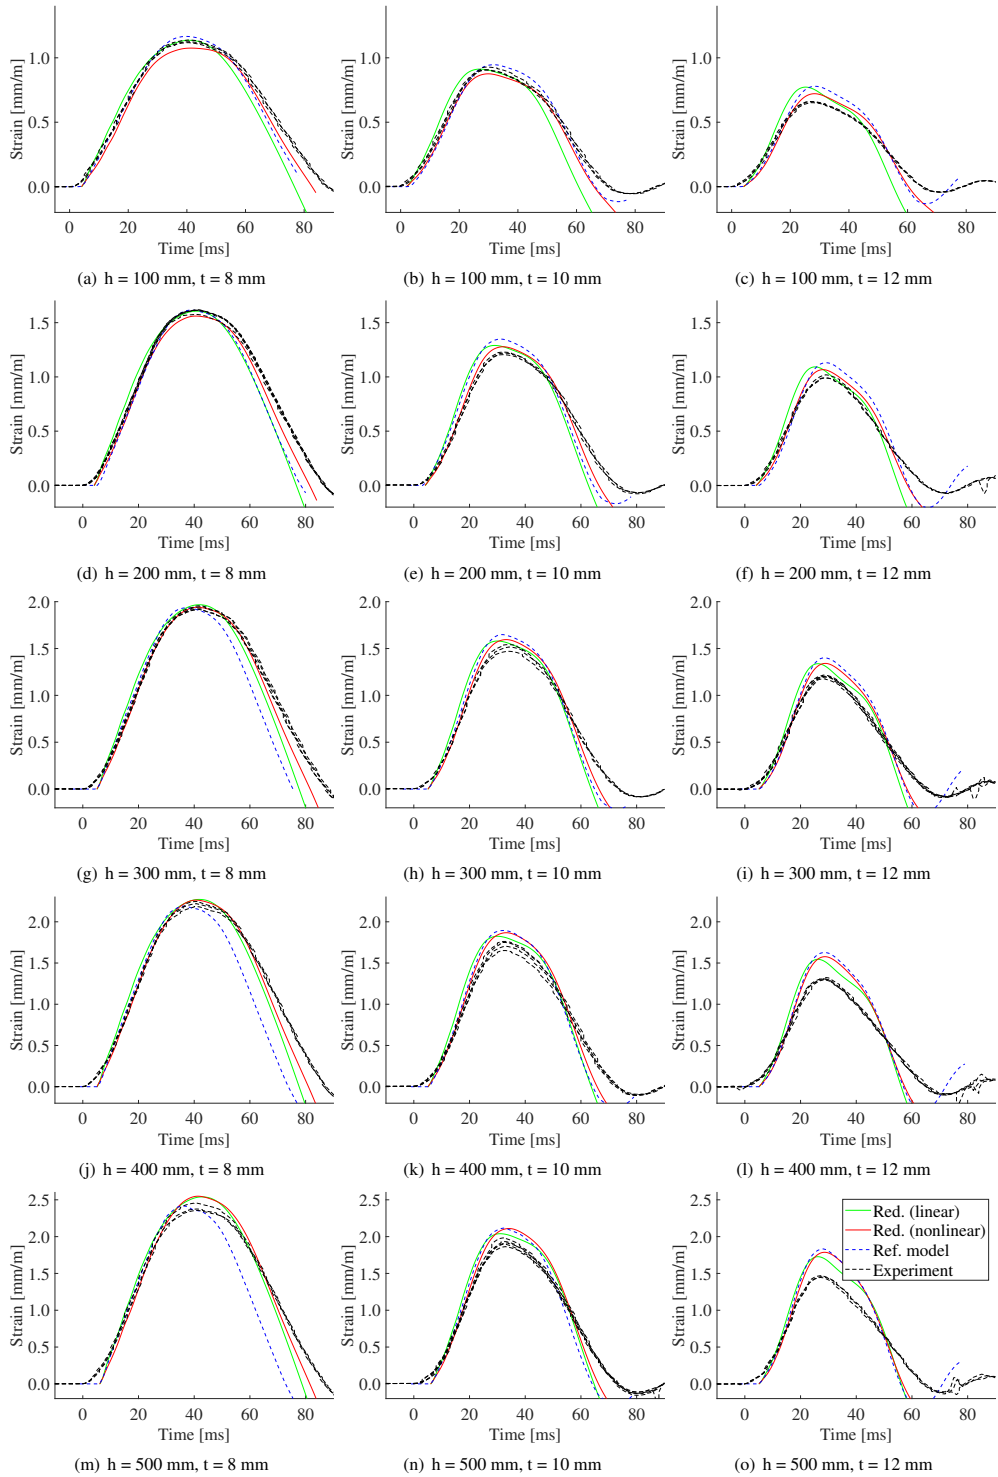 Strain [mm/m]
1.0
0.5
0.0
0 20 40 60 80
Time [ms]
(a) h = 100 mm, t = 8 mm
Strain [mm/m]
1.0
0.5
0.0
0 20 40 60 80
Time [ms]
(b) h = 100 mm, t = 10 mm
Strain [mm/m]
1.0
0.5
0.0
0 20 40 60 80
Time [ms]
(c) h = 100 mm, t = 12 mm
Strain [mm/m]
1.5
1.0
0.5
0.0
0 20 40 60 80
Time [ms]
(d) h = 200 mm, t = 8 mm
Strain [mm/m]
1.5
1.0
0.5
0.0
0 20 40 60 80
Time [ms]
(e) h = 200 mm, t = 10 mm
Strain [mm/m]
1.5
1.0
0.5
0.0
0 20 40 60 80
Time [ms]
(f) h = 200 mm, t = 12 mm
Strain [mm/m]
2.0
1.5
1.0
0.5
0.0
0 20 40 60 80
Time [ms]
(g) h = 300 mm, t = 8 mm
Strain [mm/m]
2.0
1.5
1.0
0.5
0.0
0 20 40 60 80
Time [ms]
(h) h = 300 mm, t = 10 mm
Strain [mm/m]
2.0
1.5
1.0
0.5
0.0
0 20 40 60 80
Time [ms]
(i) h = 300 mm, t = 12 mm
Strain [mm/m]
2.0
1.5
1.0
0.5
0.0
0 20 40 60 80
Time [ms]
(j) h = 400 mm, t = 8 mm
Strain [mm/m]
2.0
1.5
1.0
0.5
0.0
0 20 40 60 80
Time [ms]
(k) h = 400 mm, t = 10 mm
Strain [mm/m]
2.0
1.5
1.0
0.5
0.0
0 20 40 60 80
Time [ms]
(l) h = 400 mm, t = 12 mm
Strain [mm/m]
2.5
2.0
1.5
1.0
0.5
0.0
0 20 40 60 80
Time [ms]
(m) h = 500 mm, t = 8 mm
Strain [mm/m]
2.5
2.0
1.5
1.0
0.5
0.0
0 20 40 60 80
Time [ms]
(n) h = 500 mm, t = 10 mm
Strain [mm/m]
2.5
2.0
1.5
1.0
0.5
0.0
Red. (linear)
Red. (nonlinear)
Ref. model
Experiment
0 20 40 60 80
Time [ms]
(o) h = 500 mm, t = 12 mm